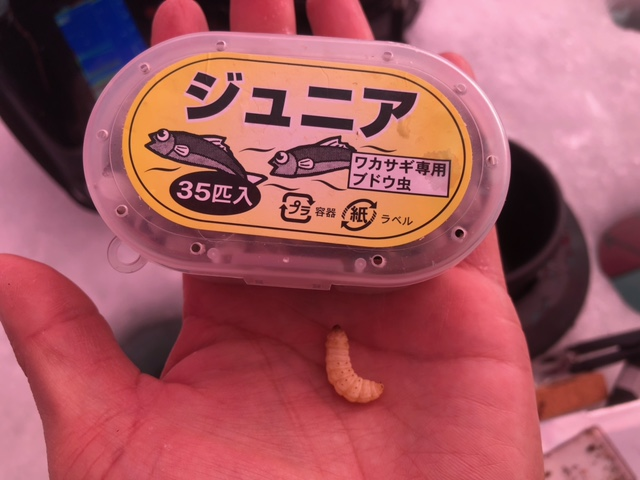 ジュニア
ワカサギ専用
ブドウ虫
35匹入
プラ 容器 紙 ラベル